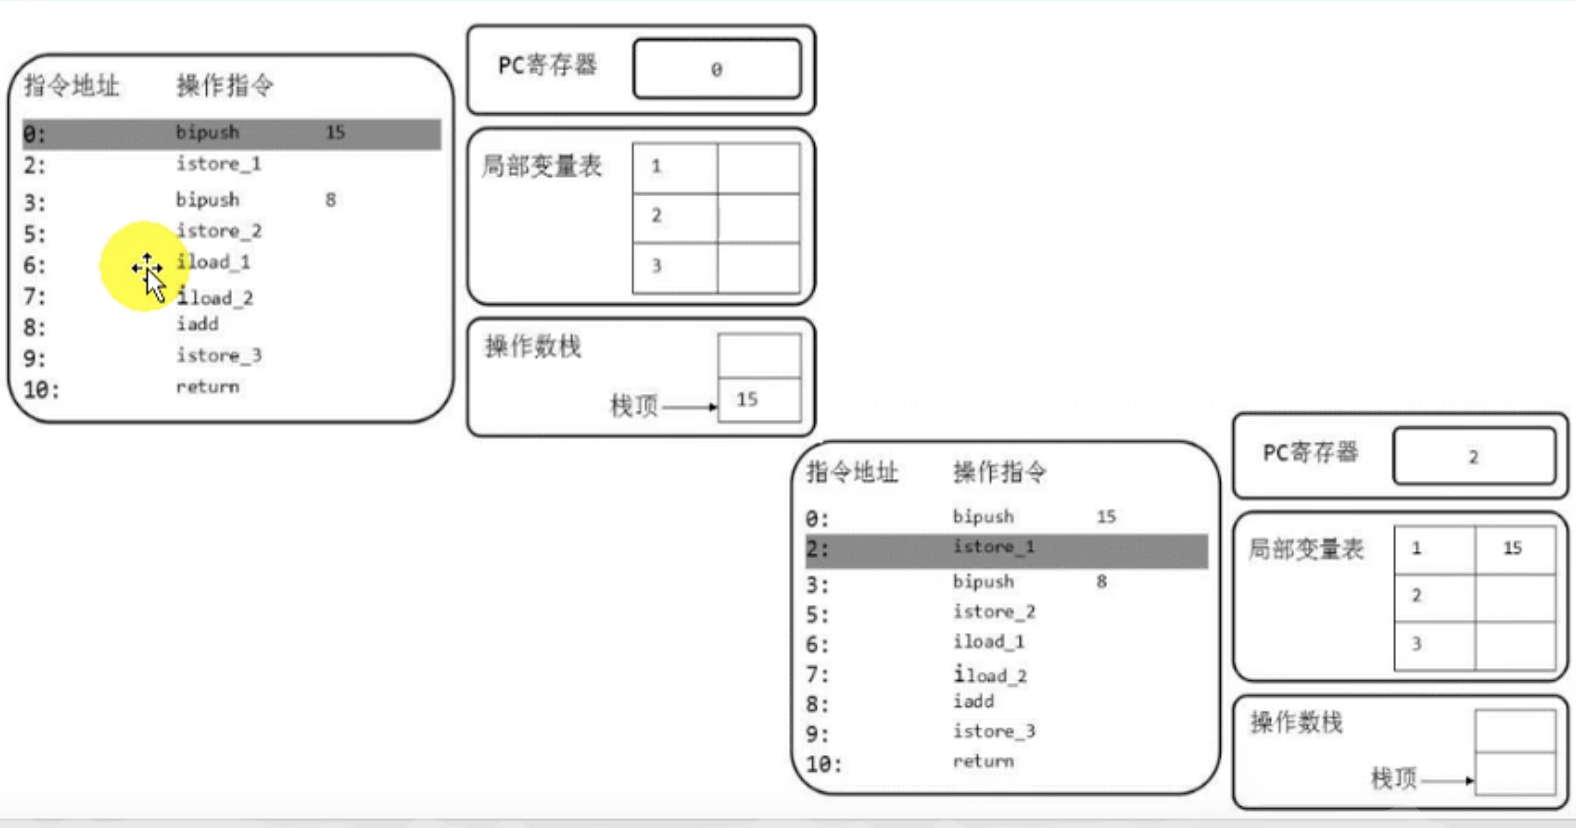 指令地址 操作指令
0: bipush 15
2: istore_1
3: bipush 8
5: istore_2
6: iload_1
7: iload_2
8: iadd
9: istore_3
10: return
PC寄存器 0
局部变量表 1
2
3
操作数栈
栈顶 15
指令地址 操作指令
0: bipush 15
2: istore_1
3: bipush 8
5: istore_2
6: iload_1
7: iload_2
8: iadd
9: istore_3
10: return
PC寄存器 2
局部变量表 1 15
2
3
操作数栈
栈顶